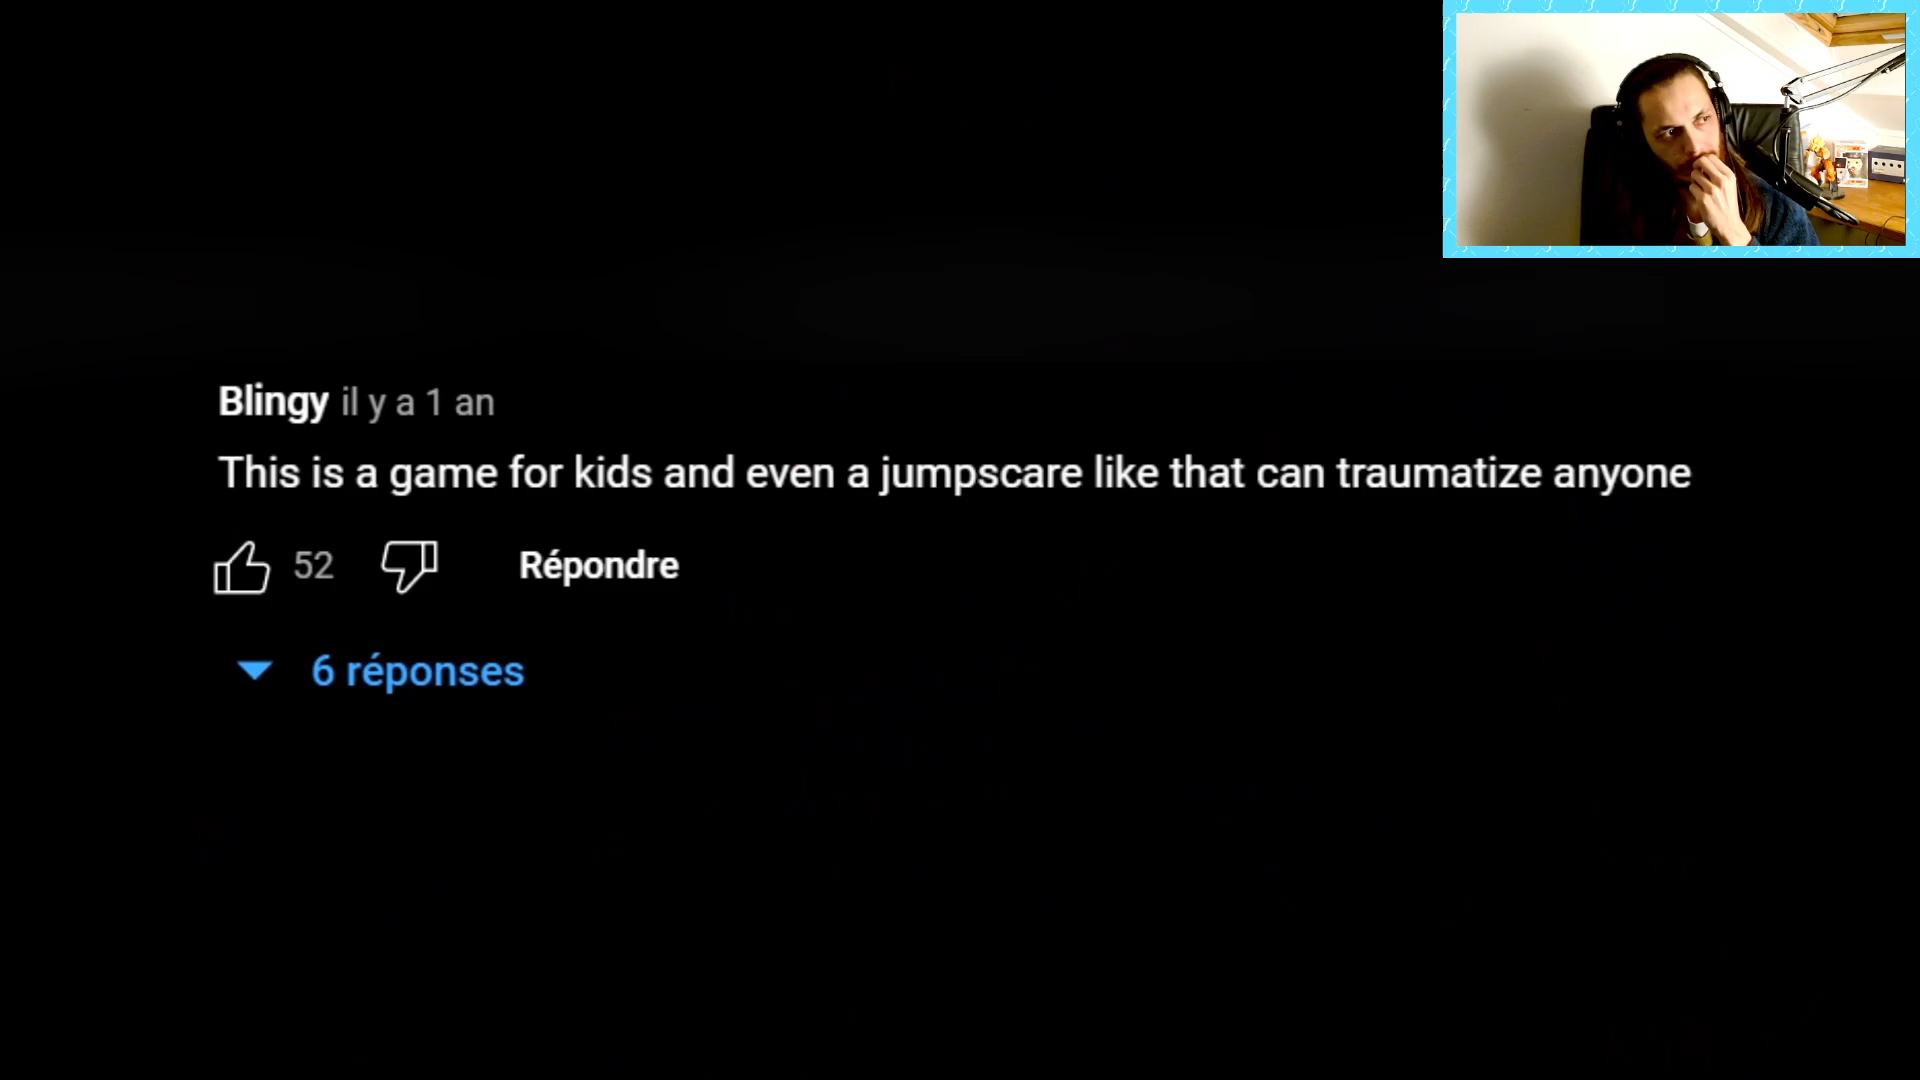 Blingy il y a 1 an
This is a game for kids and even a jumpscare like that can traumatize anyone
52 Répondre
6 réponses